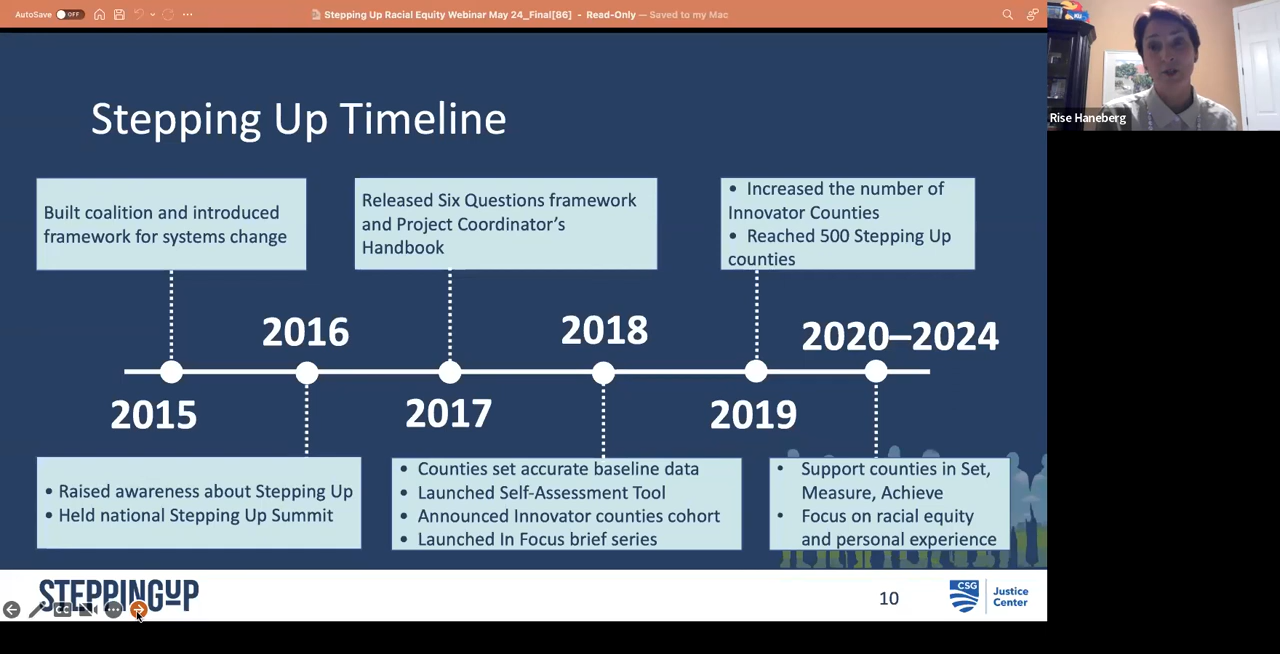 AutoSave OFF
Stepping Up Racial Equity Webinar May 24_Final[86] - Read-Only — Saved to my Mac
Rise Haneberg
Stepping Up Timeline
Built coalition and introduced
framework for systems change
Released Six Questions framework
and Project Coordinator's
Handbook
• Increased the number of
Innovator Counties
• Reached 500 Stepping Up
counties
2016
2018
2020–2024
2015
2017
2019
• Raised awareness about Stepping Up
• Held national Stepping Up Summit
• Counties set accurate baseline data
• Launched Self-Assessment Tool
• Announced Innovator counties cohort
• Launched In Focus brief series
• Support counties in Set,
Measure, Achieve
• Focus on racial equity
and personal experience
STEPPINGUP
10
CSG
Justice
Center